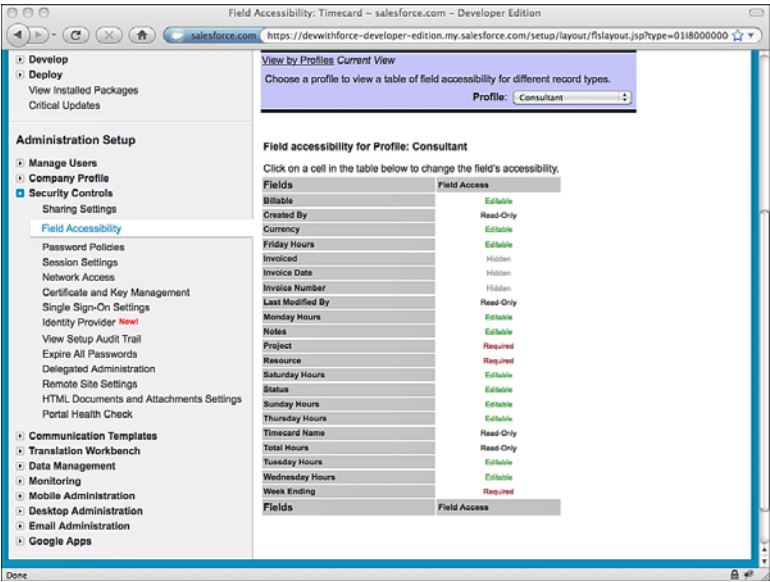 Field Accessibility: Timecard ~ salesforce.com – Developer Edition
salesforce.com https://devwithforce-developer-edition.my.salesforce.com/setup/layout/flslayout.jsp?type=01I8000000
Develop
Deploy
View Installed Packages
Critical Updates
Administration Setup
Manage Users
Company Profile
Security Controls
Sharing Settings
Field Accessibility
Password Policies
Session Settings
Network Access
Certificate and Key Management
Single Sign-On Settings
Identity Provider New!
View Setup Audit Trail
Expire All Passwords
Delegated Administration
Remote Site Settings
HTML Documents and Attachments Settings
Portal Health Check
Communication Templates
Translation Workbench
Data Management
Monitoring
Mobile Administration
Desktop Administration
Email Administration
Google Apps
View by Profiles Current View
Choose a profile to view a table of field accessibility for different record types.
Profile: Consultant
Field accessibility for Profile: Consultant
Click on a cell in the table below to change the field's accessibility.
Fields Field Access
Billable Editable
Created By Read-Only
Currency Editable
Friday Hours Editable
Invoiced Hidden
Invoice Date Hidden
Invoice Number Hidden
Last Modified By Read-Only
Monday Hours Editable
Notes Editable
Project Required
Resource Required
Saturday Hours Editable
Status Editable
Sunday Hours Editable
Thursday Hours Editable
Timecard Name Read-Only
Total Hours Read-Only
Tuesday Hours Editable
Wednesday Hours Editable
Week Ending Required
Fields Field Access
Done